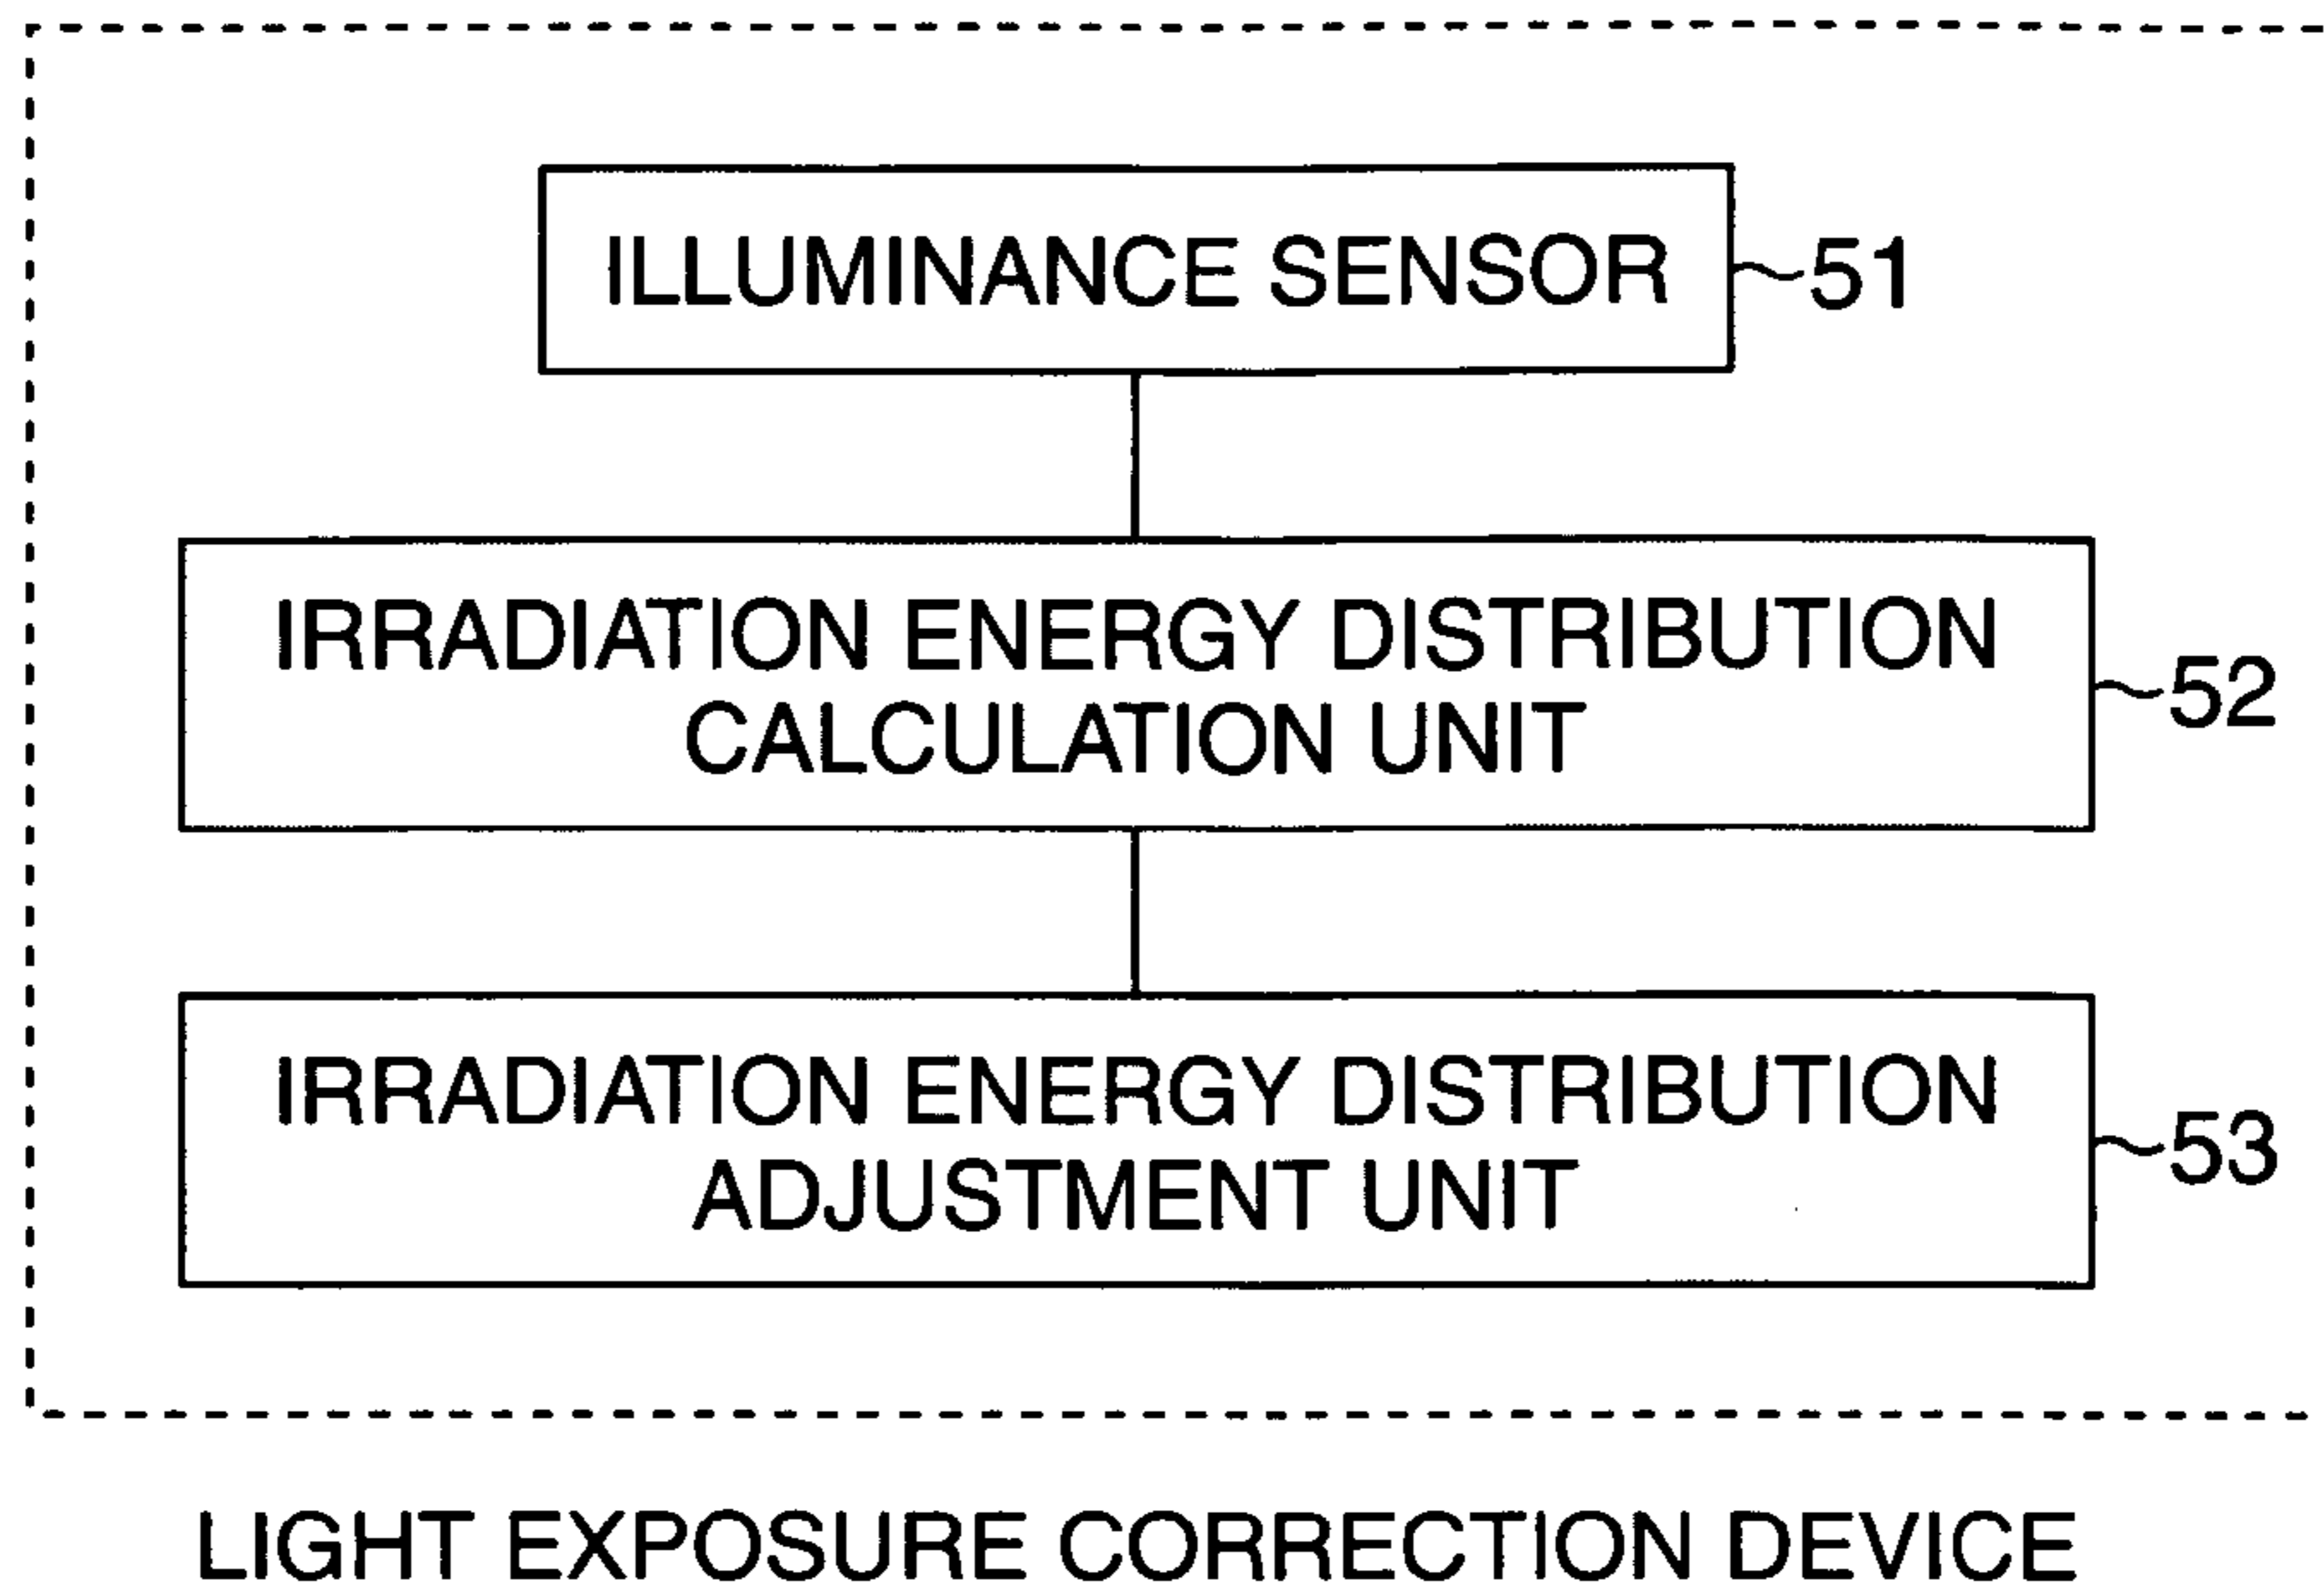 ILLUMINANCE SENSOR 51
IRRADIATION ENERGY DISTRIBUTION
CALCULATION UNIT
52
IRRADIATION ENERGY DISTRIBUTION
ADJUSTMENT UNIT
53
LIGHT EXPOSURE CORRECTION DEVICE